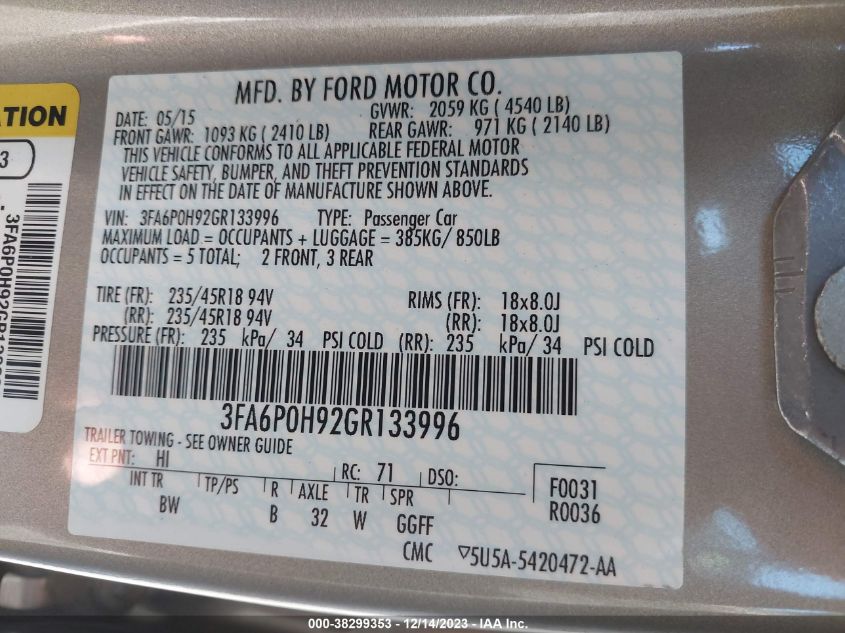 MFD. BY FORD MOTOR CO.
DATE: 05/15 GVWR: 2059 KG ( 4540 LB)
FRONT GAWR: 1093 KG ( 2410 LB) REAR GAWR: 971 KG ( 2140 LB)
THIS VEHICLE CONFORMS TO ALL APPLICABLE FEDERAL MOTOR
VEHICLE SAFETY, BUMPER, AND THEFT PREVENTION STANDARDS
IN EFFECT ON THE DATE OF MANUFACTURE SHOWN ABOVE.
VIN: 3FA6P0H92GR133996 TYPE: Passenger Car
MAXIMUM LOAD = OCCUPANTS + LUGGAGE = 385KG/ 850LB
OCCUPANTS = 5 TOTAL; 2 FRONT, 3 REAR
TIRE (FR): 235/45R18 94V RIMS (FR): 18x8.0J
(RR): 235/45R18 94V (RR): 18x8.0J
PRESSURE (FR): 235 kPa/ 34 PSI COLD (RR): 235 kPa/ 34 PSI COLD
3FA6P0H92GR133996
TRAILER TOWING - SEE OWNER GUIDE
EXT PNT: HI RC: 71 DSO:
INT TR TP/PS R AXLE TR SPR F0031
BW B 32 W GGFF R0036
CMC ▽5U5A-5420472-AA
ATION
3
000-38299353 - 12/14/2023 - IAA Inc.